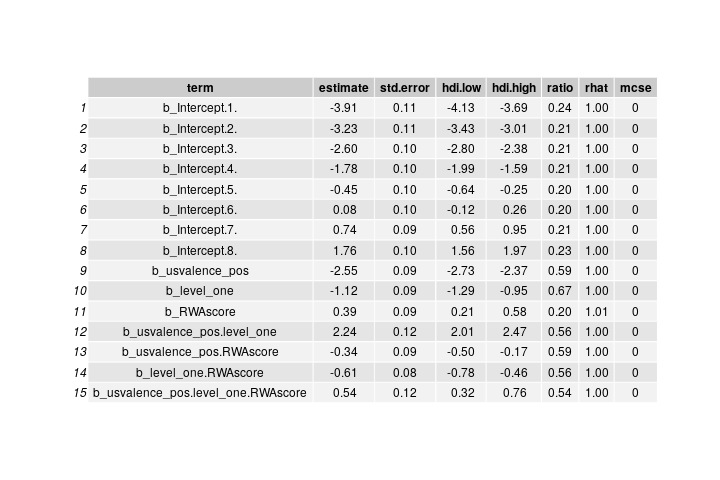 term estimate std.error hdi.low hdi.high ratio rhat mcse
1 b_Intercept.1. -3.91 0.11 -4.13 -3.69 0.24 1.00 0
2 b_Intercept.2. -3.23 0.11 -3.43 -3.01 0.21 1.00 0
3 b_Intercept.3. -2.60 0.10 -2.80 -2.38 0.21 1.00 0
4 b_Intercept.4. -1.78 0.10 -1.99 -1.59 0.21 1.00 0
5 b_Intercept.5. -0.45 0.10 -0.64 -0.25 0.20 1.00 0
6 b_Intercept.6. 0.08 0.10 -0.12 0.26 0.20 1.00 0
7 b_Intercept.7. 0.74 0.09 0.56 0.95 0.21 1.00 0
8 b_Intercept.8. 1.76 0.10 1.56 1.97 0.23 1.00 0
9 b_usvalence_pos -2.55 0.09 -2.73 -2.37 0.59 1.00 0
10 b_level_one -1.12 0.09 -1.29 -0.95 0.67 1.00 0
11 b_RWAscore 0.39 0.09 0.21 0.58 0.20 1.01 0
12 b_usvalence_pos.level_one 2.24 0.12 2.01 2.47 0.56 1.00 0
13 b_usvalence_pos.RWAscore -0.34 0.09 -0.50 -0.17 0.59 1.00 0
14 b_level_one.RWAscore -0.61 0.08 -0.78 -0.46 0.56 1.00 0
15 b_usvalence_pos.level_one.RWAscore 0.54 0.12 0.32 0.76 0.54 1.00 0